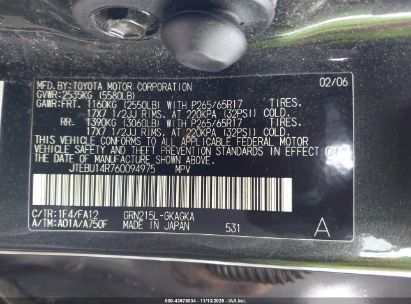 MFD. BY: TOYOTA MOTOR CORPORATION 02/06
GVWR: 2535KG (5580LB)
GAWR: FRT. 1160KG (2550LB) WITH P265/65R17 TIRES.
17X7 1/2JJ RIMS, AT 220KPA (32PSI) COLD.
RR- 1390KG (3060LB) WITH P265/65R17 TIRES.
17X7 1/2JJ RIMS, AT 220KPA (32PSI) COLD.
THIS VEHICLE CONFORMS TO ALL APPLICABLE FEDERAL MOTOR
VEHICLE SAFETY AND THEFT PREVENTION STANDARDS IN EFFECT
ON THE DATE OF MANUFACTURE SHOWN ABOVE.
JTEBU14R760094975 MPV
C/TR: 1F4/FA12 GRN215L-GKAGKA
A/TM: A01A/A750F MADE IN JAPAN 531 A